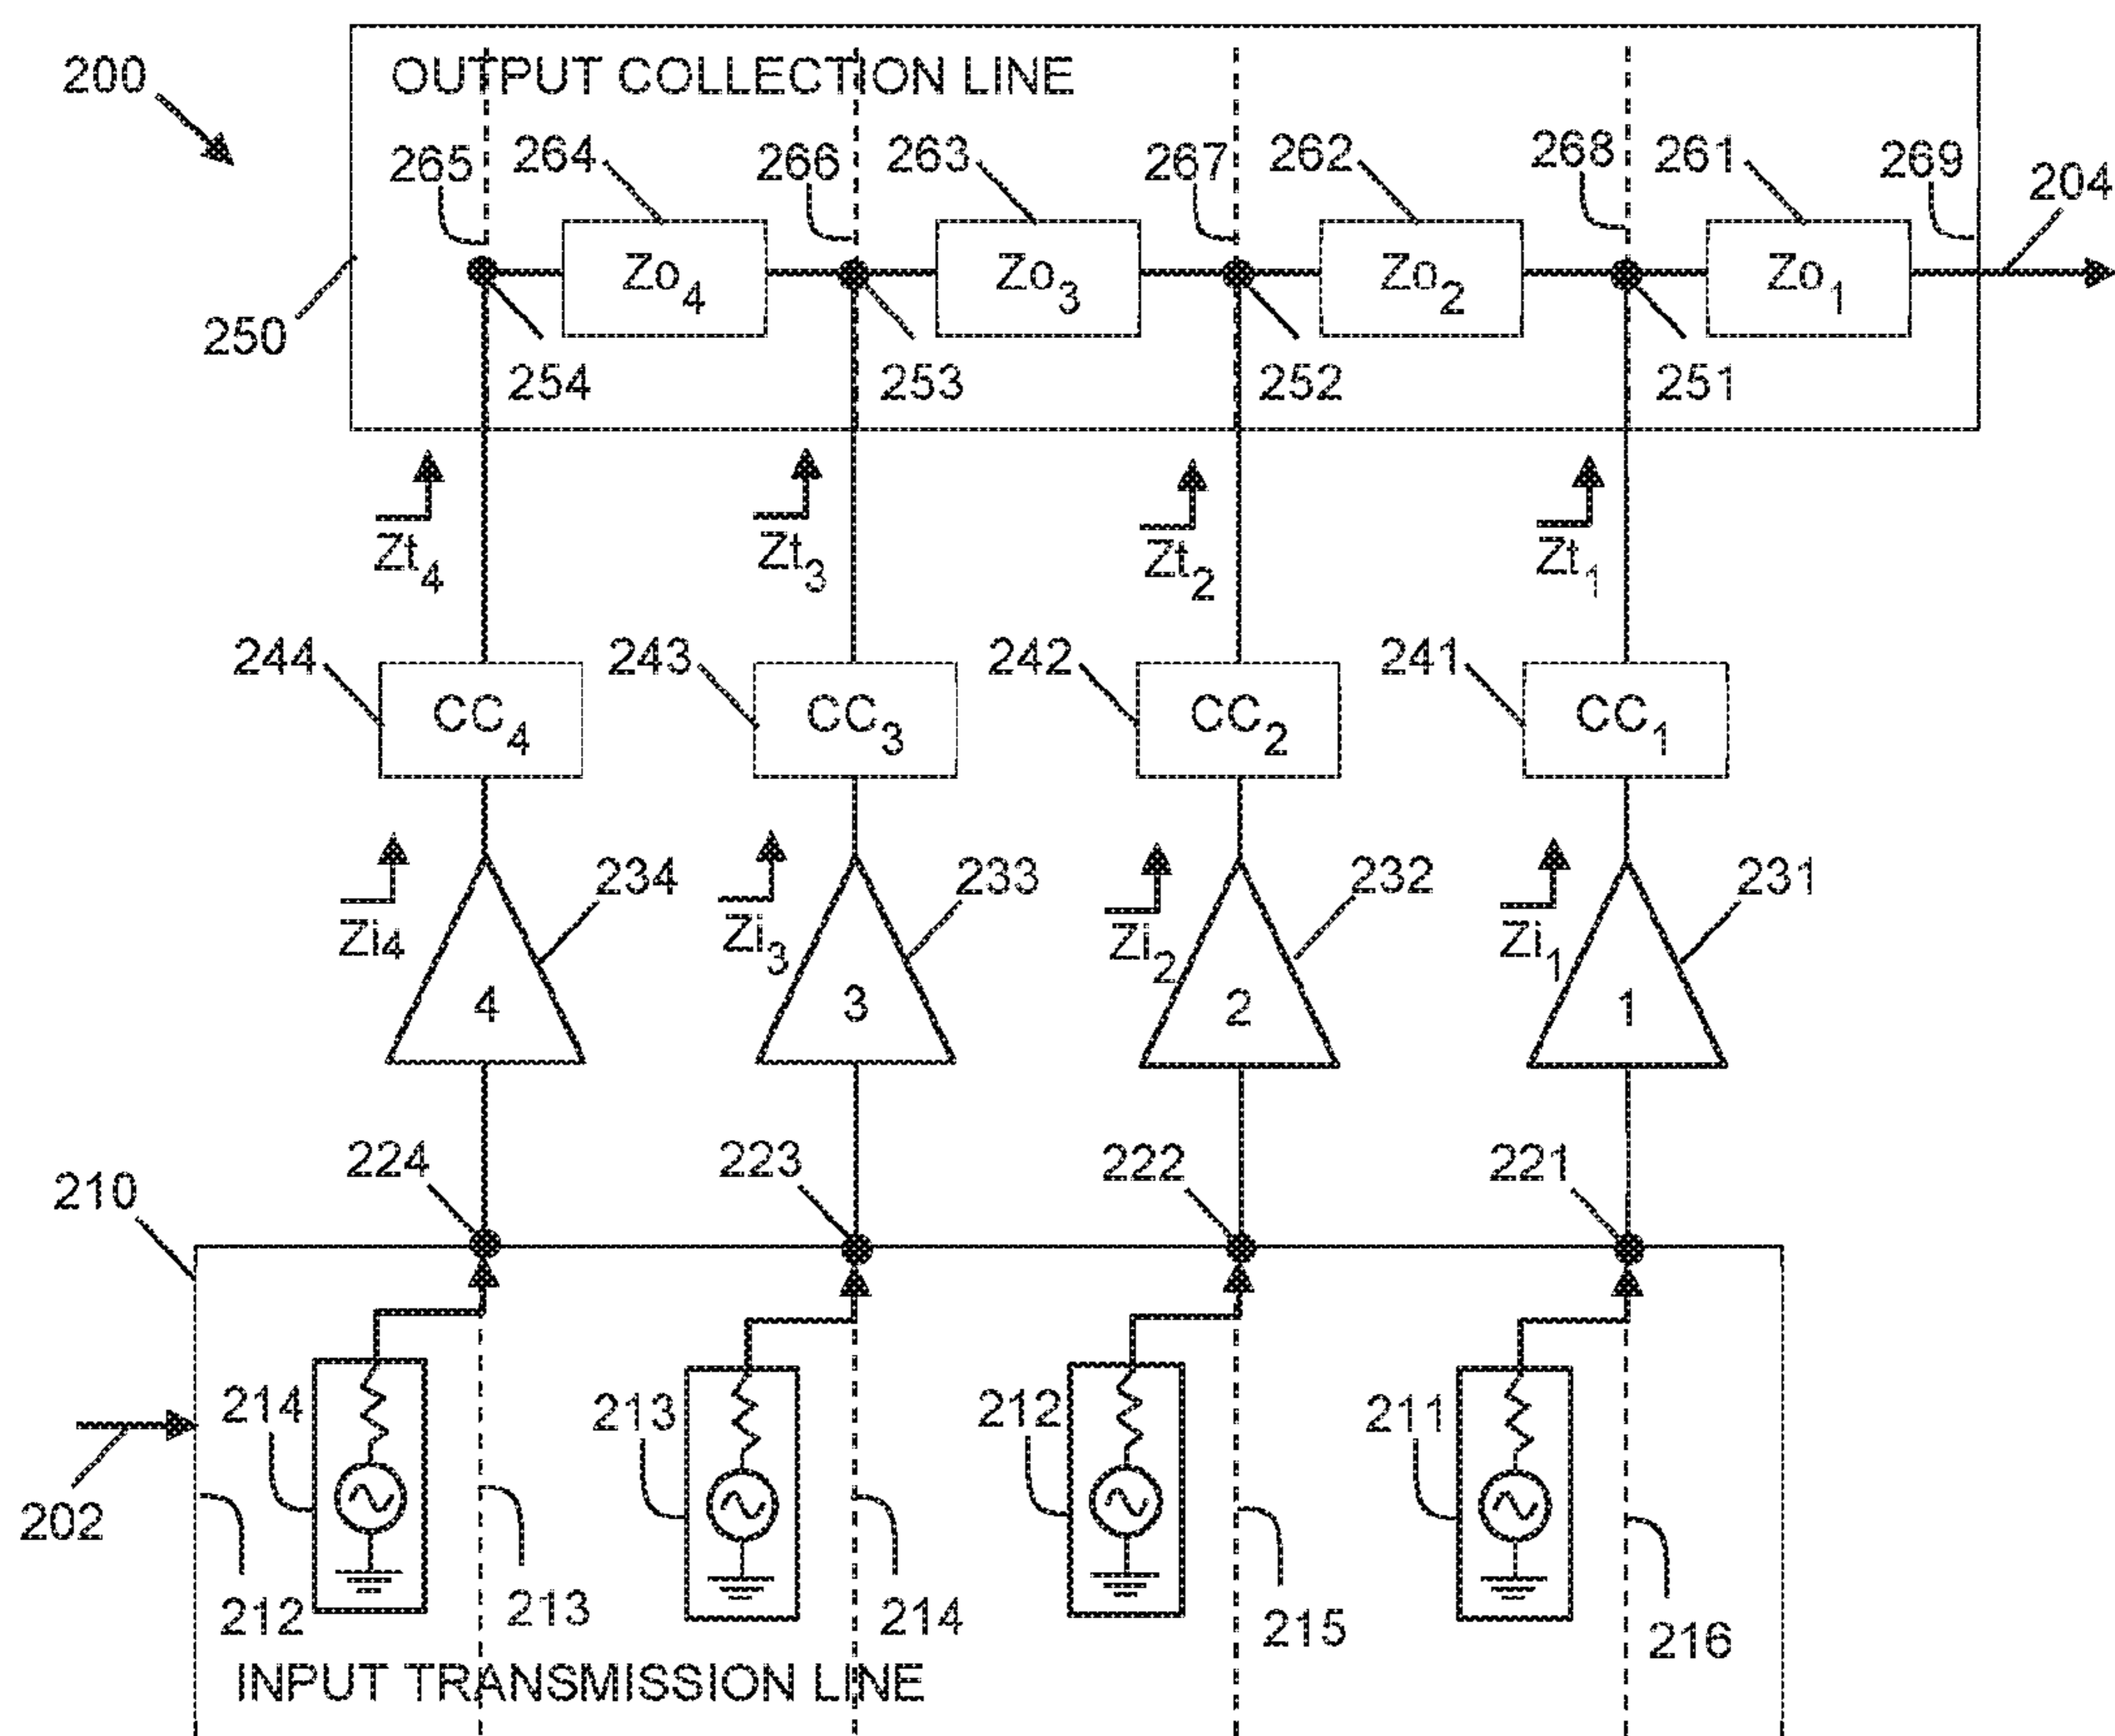 200
OUTPUT COLLECTION LINE
265 264 266 263 267 262 268 261 269 204
Zo4 Zo3 Zo2 Zo1
250
254 253 252 251
Zt4 Zt3 Zt2 Zt1
244 243 242 241
CC4 CC3 CC2 CC1
234 233 232 231
Zi4 Zi3 Zi2 Zi1
4 3 2 1
224 223 222 221
210
214 213 212 211
202
212 213 214 215 216
INPUT TRANSMISSION LINE